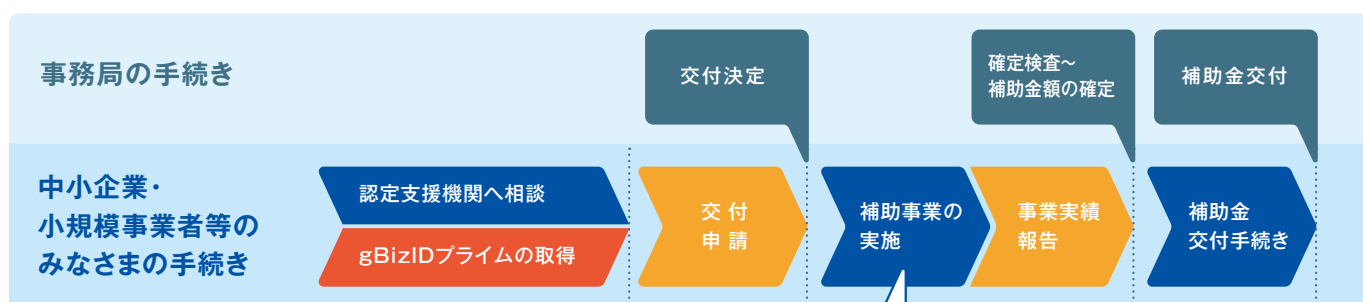 事務局の手続き
交付決定
確定検査～
補助金額の確定
補助金交付
中小企業・
小規模事業者等の
みなさまの手続き
認定支援機関へ相談
gBizIDプライムの取得
交付
申請
補助事業の
実施
事業実績
報告
補助金
交付手続き